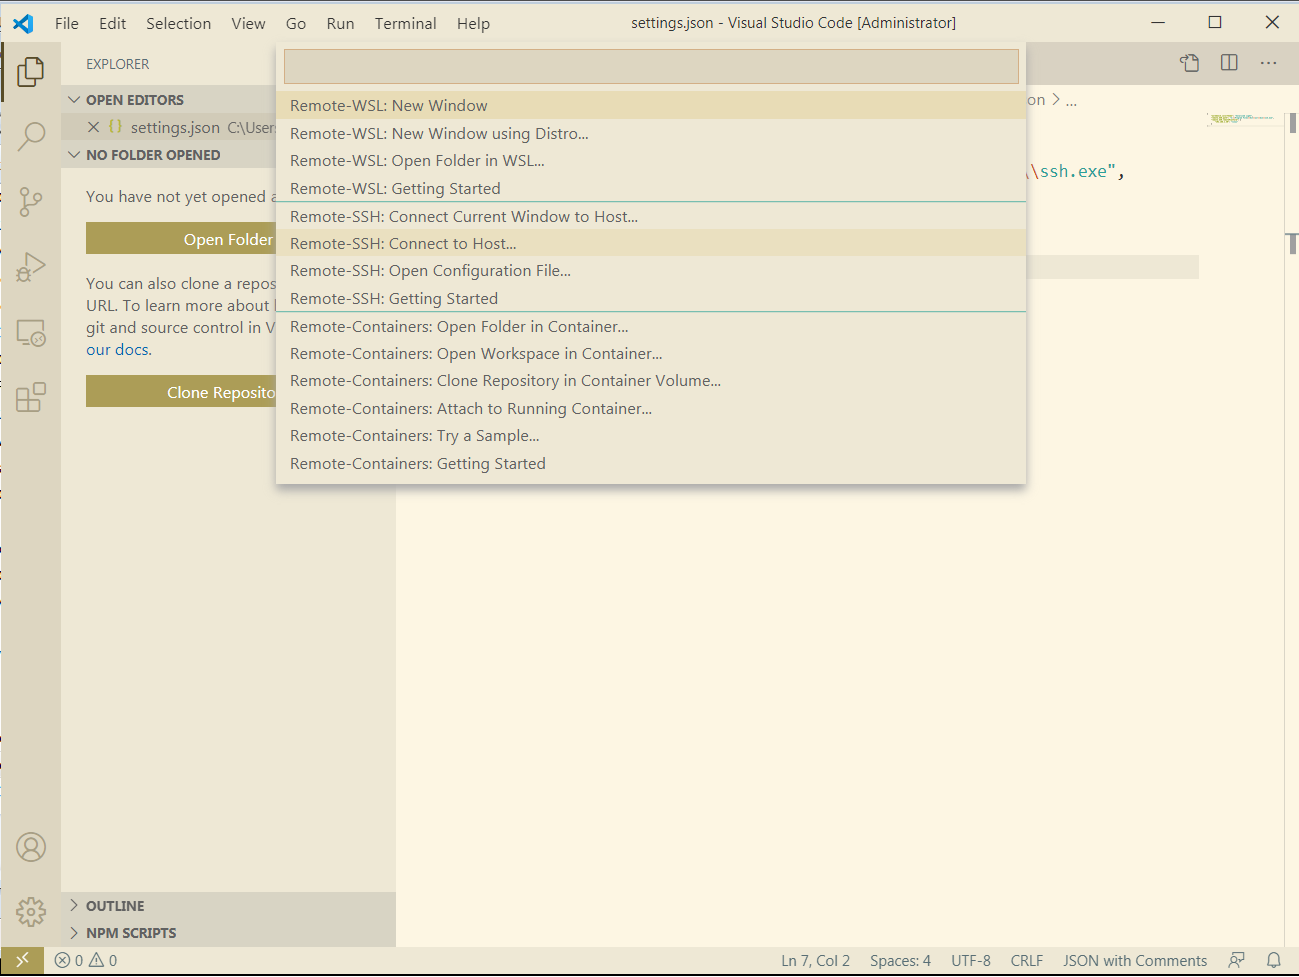 File Edit Selection View Go Run Terminal Help settings.json - Visual Studio Code [Administrator]
EXPLORER
OPEN EDITORS
{} settings.json C:\Users
NO FOLDER OPENED
You have not yet opened a
Open Folder
You can also clone a repos
URL. To learn more about
git and source control in V
our docs.
Clone Reposito
OUTLINE
NPM SCRIPTS
Remote-WSL: New Window
Remote-WSL: New Window using Distro...
Remote-WSL: Open Folder in WSL...
Remote-WSL: Getting Started
Remote-SSH: Connect Current Window to Host...
Remote-SSH: Connect to Host...
Remote-SSH: Open Configuration File...
Remote-SSH: Getting Started
Remote-Containers: Open Folder in Container...
Remote-Containers: Open Workspace in Container...
Remote-Containers: Clone Repository in Container Volume...
Remote-Containers: Attach to Running Container...
Remote-Containers: Try a Sample...
Remote-Containers: Getting Started
on > ...
\\ssh.exe",
0 0 Ln 7, Col 2 Spaces: 4 UTF-8 CRLF JSON with Comments